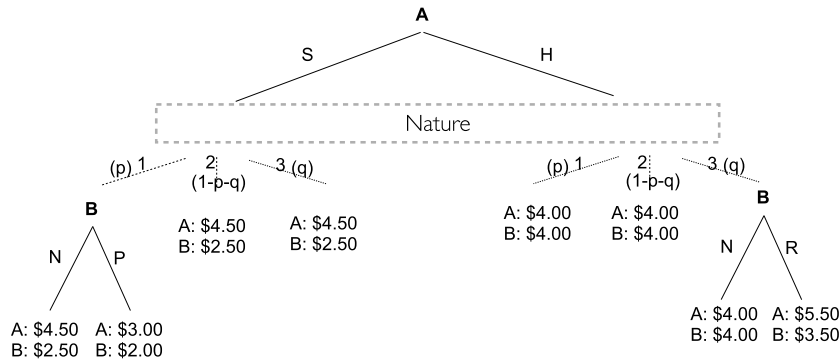 A
S H
Nature
(p) 1 2 3 (q) (p) 1 2 3 (q)
(1-p-q) (1-p-q)
B B
A: $4.50 A: $4.50 A: $4.00 A: $4.00
B: $2.50 B: $2.50 B: $4.00 B: $4.00
N P N R
A: $4.50 A: $3.00 A: $4.00 A: $5.50
B: $2.50 B: $2.00 B: $4.00 B: $3.50